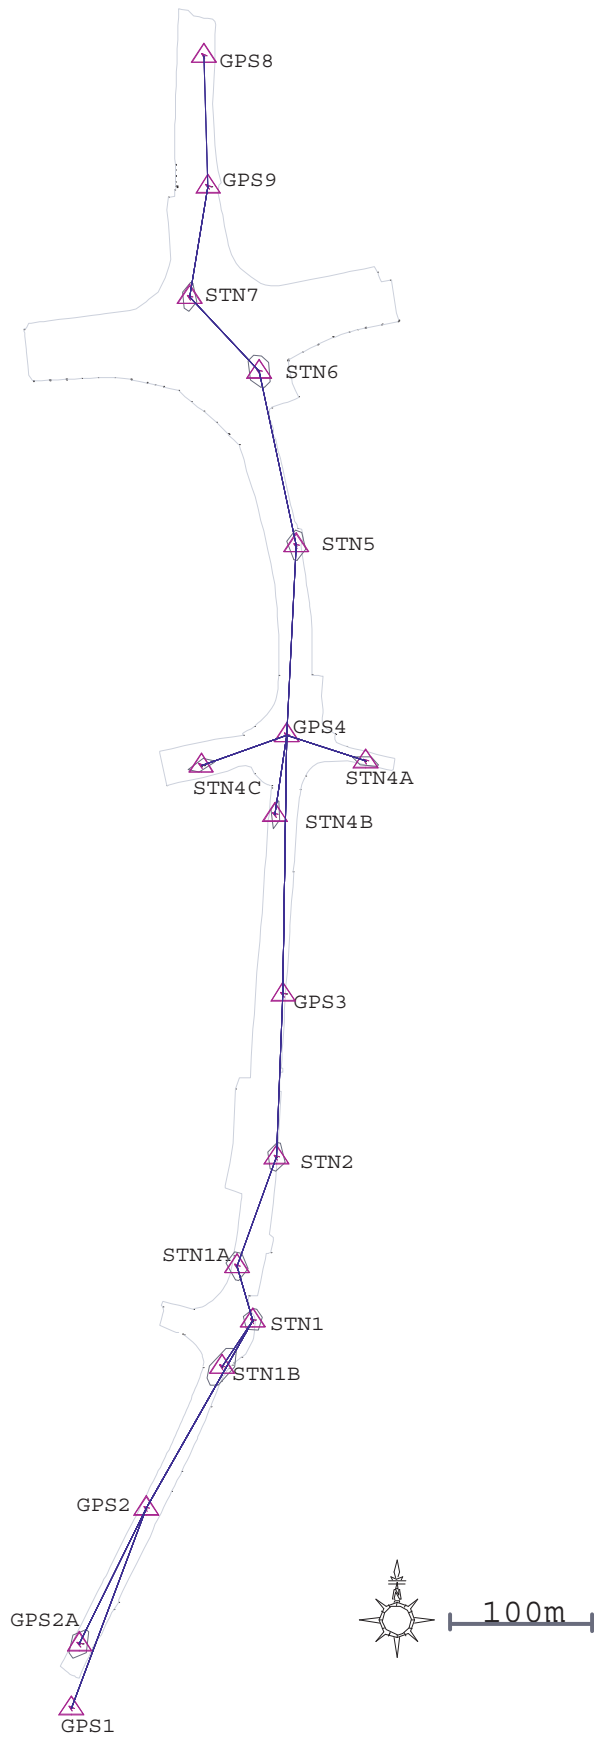 GPS8
GPS9
STN7
STN6
STN5
GPS4
STN4A
STN4C
STN4B
GPS3
STN2
STN1A
STN1
STN1B
GPS2
100m
GPS2A
GPS1